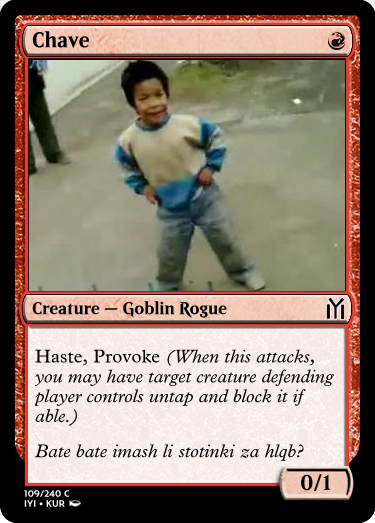 Chave
Creature — Goblin Rogue
Haste, Provoke (When this attacks,
you may have target creature defending
player controls untap and block it if
able.)
Bate bate imash li stotinki za hlqb?
0/1
109/240 C
IYI • KUR